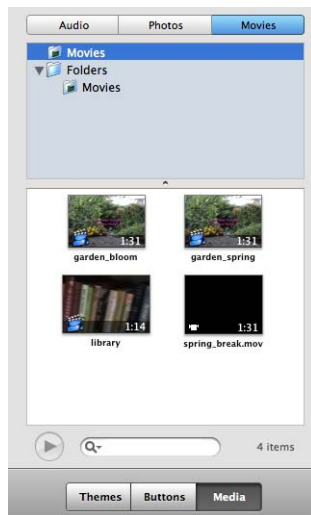 Audio Photos Movies
Movies
Folders
Movies
1:31 1:31
garden_bloom garden_spring
1:14 1:31
library spring_break.mov
Q 4 items
Themes Buttons Media